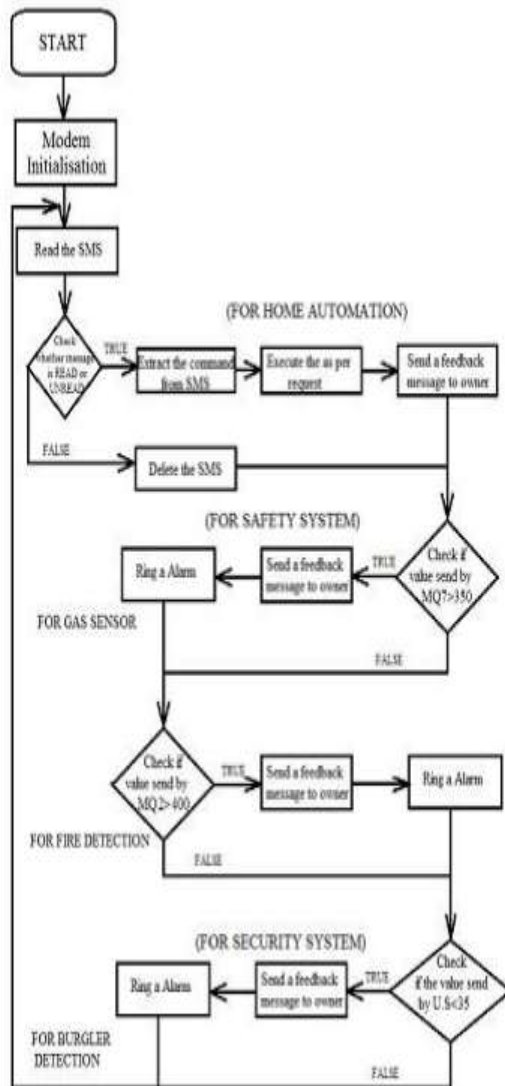 START
Modem
Initialisation
Read the SMS
(FOR HOME AUTOMATION)
Check
whether message
is READ or
UNREAD
TRUE
Extract the command
from SMS
Execute the as per
request
Send a feedback
message to owner
FALSE
Delete the SMS
(FOR SAFETY SYSTEM)
Check if
value send by
MQ7>350
TRUE
Send a feedback
message to owner
Ring a Alarm
FOR GAS SENSOR
FALSE
Check if
value send by
MQ2>400
TRUE
Send a feedback
message to owner
Ring a Alarm
FOR FIRE DETECTION
FALSE
(FOR SECURITY SYSTEM)
Check
if the value send
by U.S<35
TRUE
Send a feedback
message to owner
Ring a Alarm
FOR BURGLER
DETECTION
FALSE